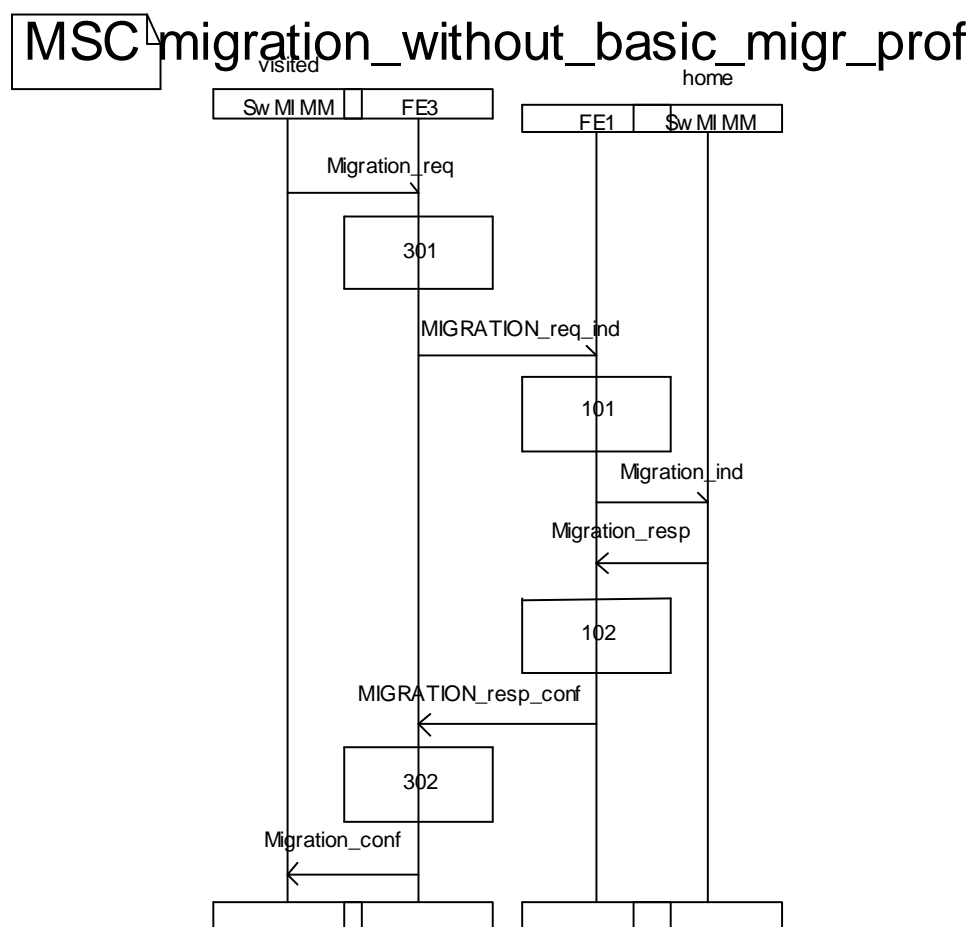 MSC migration_without_basic_migr_prof
visited
home
SwMI MM
FE3
FE1
SwMI MM
Migration_req
301
MIGRATION_req_ind
101
Migration_ind
Migration_resp
102
MIGRATION_resp_conf
302
Migration_conf